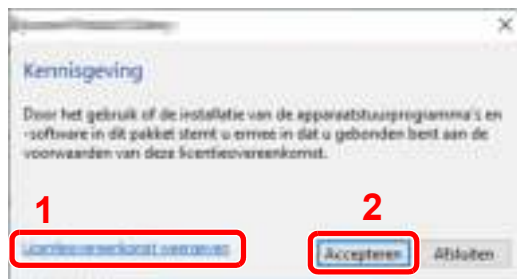 Kennisgeving
Door het gebruik of de installatie van de apparaatstuurprogramma's en
-software in dit pakket stemt u ermee in dat u gebonden bent aan de
voorwaarden van deze licentieovereenkomst.
1
2
Licentieovereenkomst weergeven
Accepteren
Afsluiten